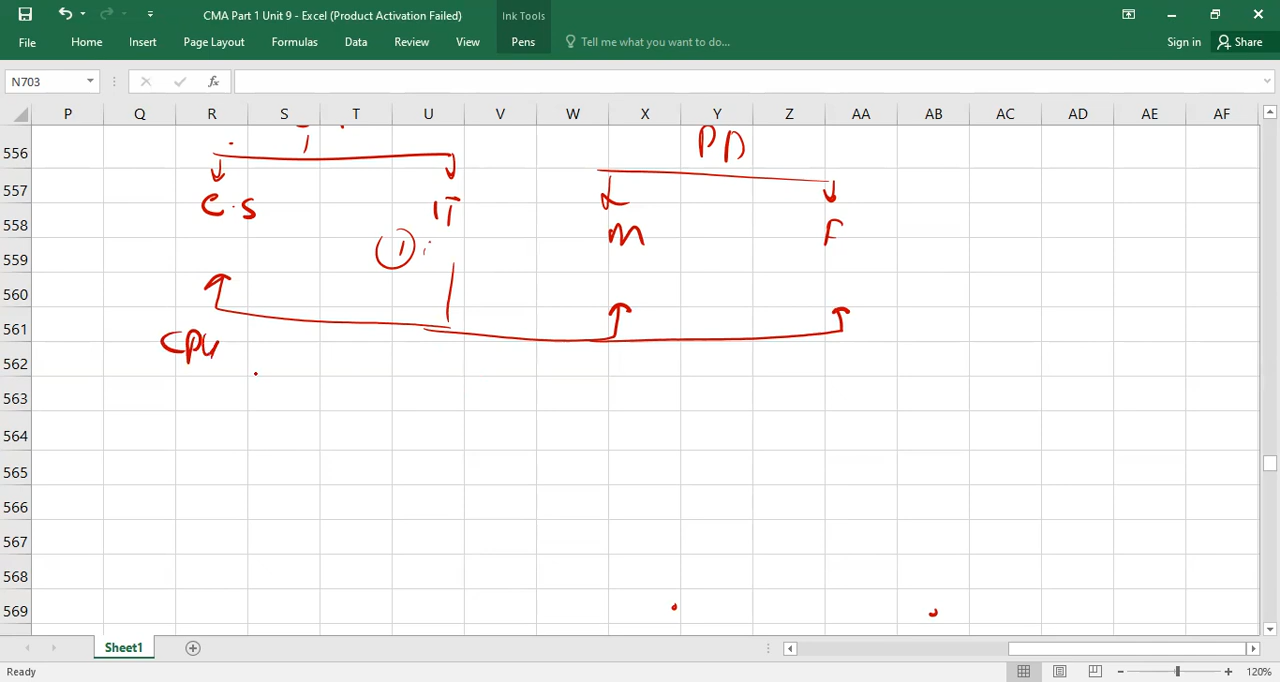 CMA Part 1 Unit 9 - Excel (Product Activation Failed)
Ink Tools
File Home Insert Page Layout Formulas Data Review View Pens Tell me what you want to do... Sign in Share
N703 fx
P Q R S T U V W X Y Z AA AB AC AD AE AF
556
PD
557
C.S IT
558
M F
559
1
560
561
CPU
562
563
564
565
566
567
568
569
Sheet1
Ready 120%